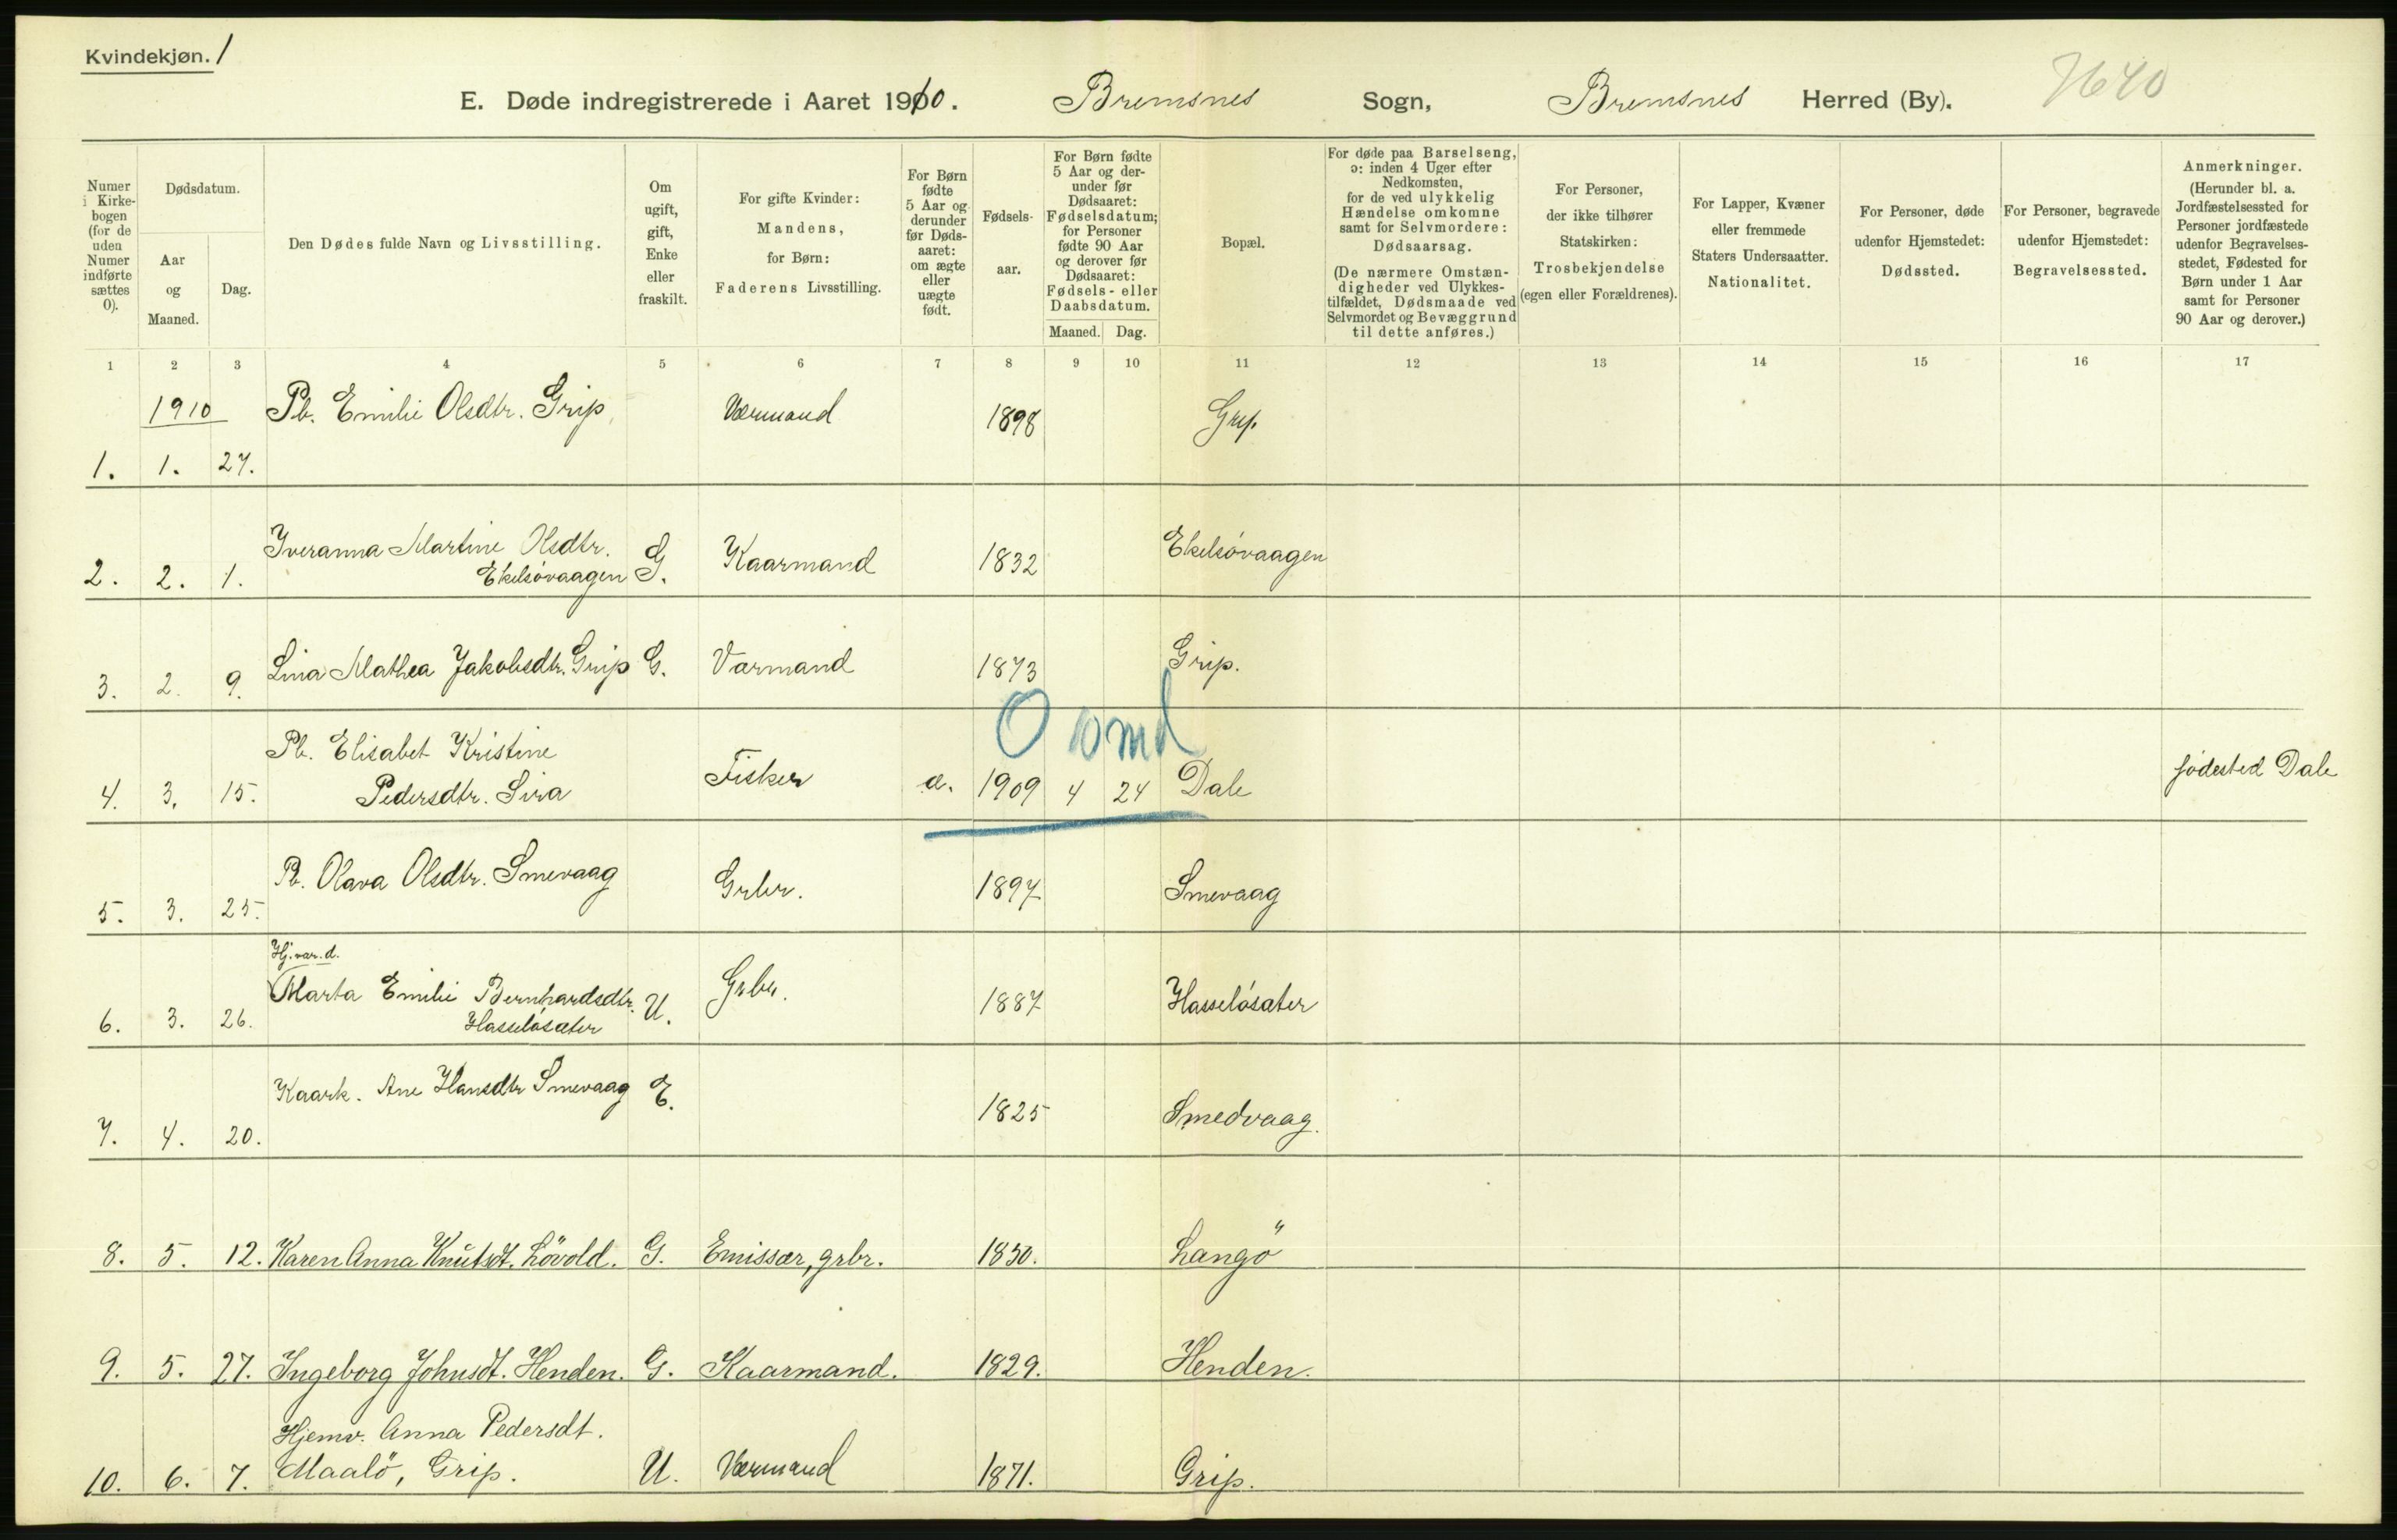 Kvindekjøn. 1
E. Døde indregistrerede i Aaret 1910. Bremsnes Sogn, Bremsnes Herred (By). 7640
Numer i Kirkebogen (for de uden Numer indførte sættes 0).
Dødsdatum.
Aar og Maaned.
Dag.
Den Dødes fulde Navn og Livsstilling.
Om ugift, gift, Enke eller fraskilt.
For gifte Kvinder: Mandens, for Børn: Faderens Livsstilling.
For Børn fødte 5 Aar og derunder før Dødsaaret: om ægte eller uægte født.
Fødselsaar.
For Børn fødte 5 Aar og derunder før Dødsaaret: Fødselsdatum; for Personer fødte 90 Aar og derover før Dødsaaret: Fødsels- eller Daabsdatum.
Maaned. Dag.
Bopæl.
For døde paa Barselseng, ɔ: inden 4 Uger efter Nedkomsten, for de ved ulykkelig Hændelse omkomne samt for Selvmordere: Dødsaarsag.
(De nærmere Omstændigheder ved Ulykkestilfældet, Dødsmaade ved Selvmordet og Bevæggrund til dette anføres.)
For Personer, der ikke tilhører Statskirken: Trosbekjendelse (egen eller Forældrenes).
For Lapper, Kvæner eller fremmede Staters Undersaatter. Nationalitet.
For Personer, døde udenfor Hjemstedet: Dødssted.
For Personer, begravede udenfor Hjemstedet: Begravelsessted.
Anmerkninger.
(Herunder bl. a. Jordfæstelsessted for Personer jordfæstede udenfor Begravelsesstedet, Fødested for Børn under 1 Aar samt for Personer 90 Aar og derover.)
1 2 3 4 5 6 7 8 9 10 11 12 13 14 15 16 17
1910 Pb. Emilie Olsdtr. Grip Værmand 1898 Grip
1. 1. 27.
Iveranna Martine Olsdtr.
2. 2. 1. Ekelsövaagen G. Kaarmand 1832 Ekelsövaagen
3. 2. 9. Lina Mathea Jakobsdtr. Grip G. Værmand 1873 Grip.
O 10 md
Pb. Elisabet Kristine
4. 3. 15. Pedersdtr. Sira Fisker æ. 1909 4 24 Dale födested Dale
5. 3. 25. Pb. Olava Olsdtr. Smevaag Grbr. 1897 Smevaag
Hj. var. d.
Marta Emilie Bernhardsdtr.
6. 3. 26. Hasselösæter U. Grbr. 1887 Hasselösæter
7. 4. 20. Kaark. Ane Hansdtr Smevaag E. 1825 Smedvaag.
8. 5. 12. Karen Anna Knutsdt. Lövold. G. Emissær, grbr. 1850. Langö
9. 5. 27. Ingeborg Johnsdt. Henden. G. Kaarmand. 1829. Henden.
Hjemv. Anna Pedersdt.
10. 6. 7. Maalö, Grip. U. Værmand 1871. Grip.